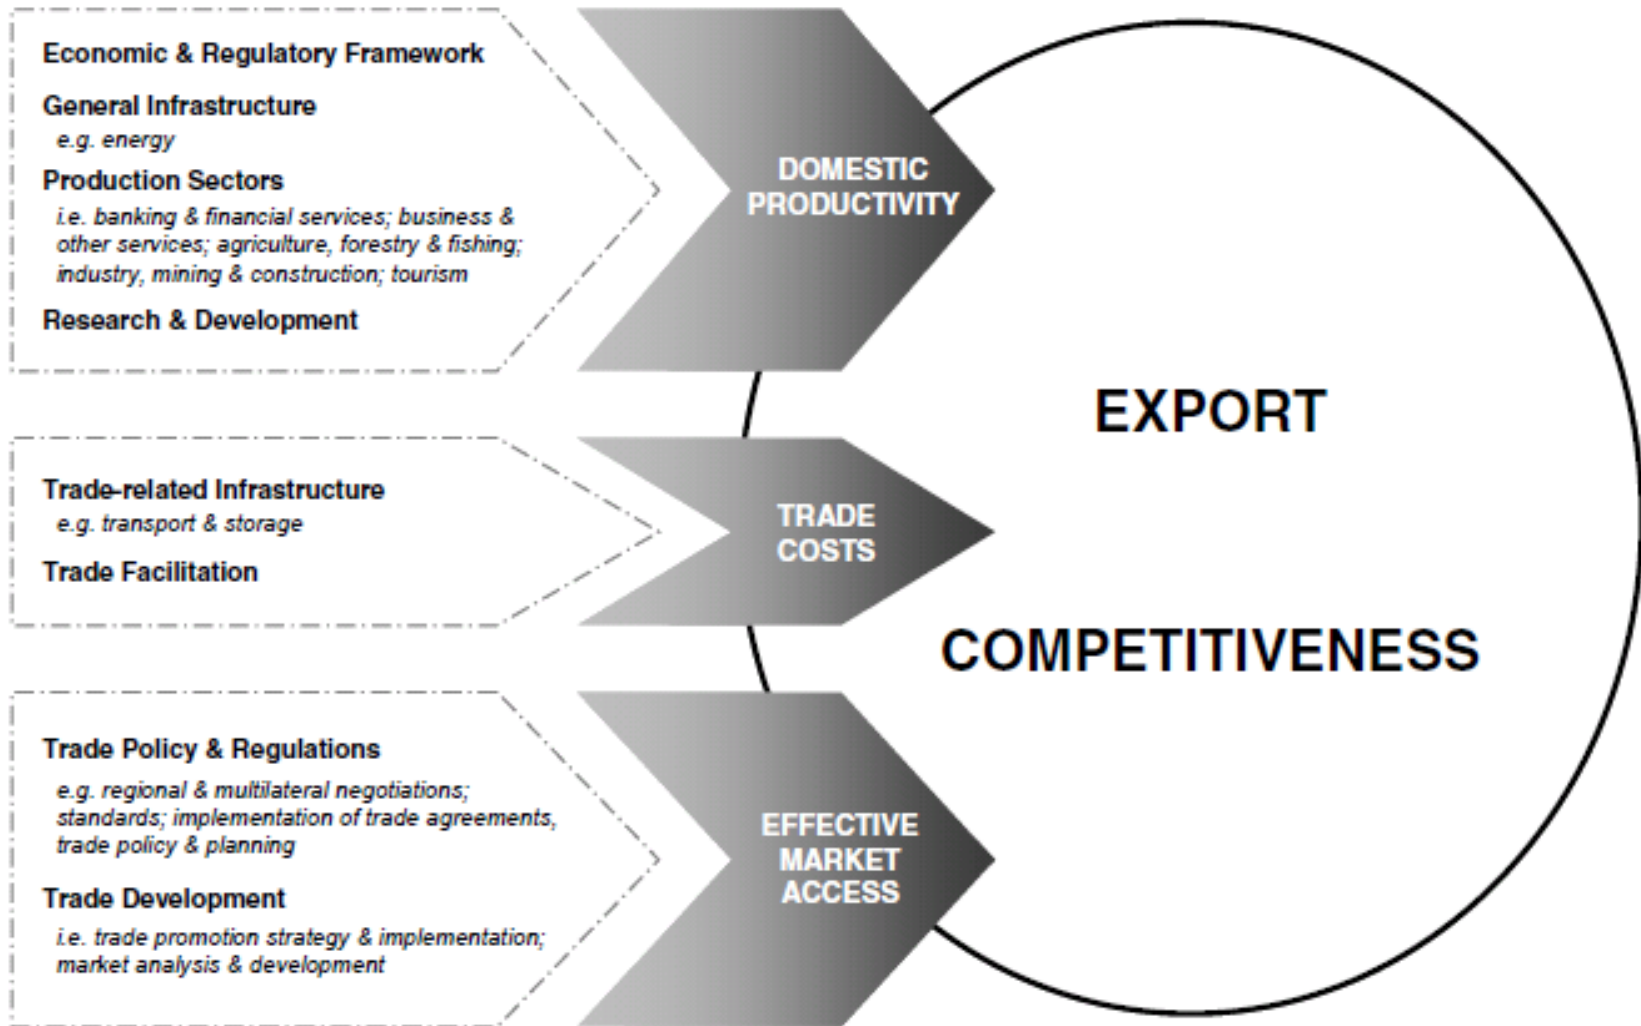 Economic & Regulatory Framework
General Infrastructure
e.g. energy
Production Sectors
i.e. banking & financial services; business &
other services; agriculture, forestry & fishing;
industry, mining & construction; tourism
Research & Development
DOMESTIC
PRODUCTIVITY
Trade-related Infrastructure
e.g. transport & storage
Trade Facilitation
TRADE
COSTS
Trade Policy & Regulations
e.g. regional & multilateral negotiations;
standards; implementation of trade agreements,
trade policy & planning
Trade Development
i.e. trade promotion strategy & implementation;
market analysis & development
EFFECTIVE
MARKET
ACCESS
EXPORT
COMPETITIVENESS